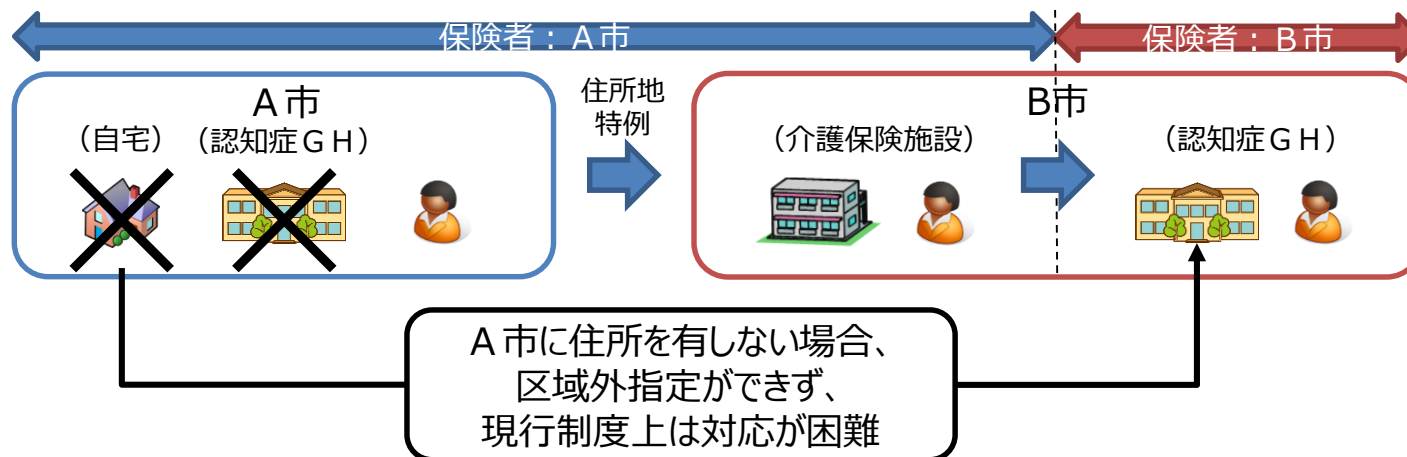 保険者：A市
保険者：B市
A市
(自宅)
(認知症GH)
住所地
特例
B市
(介護保険施設)
(認知症GH)
A市に住所を有しない場合、
区域外指定ができず、
現行制度上は対応が困難